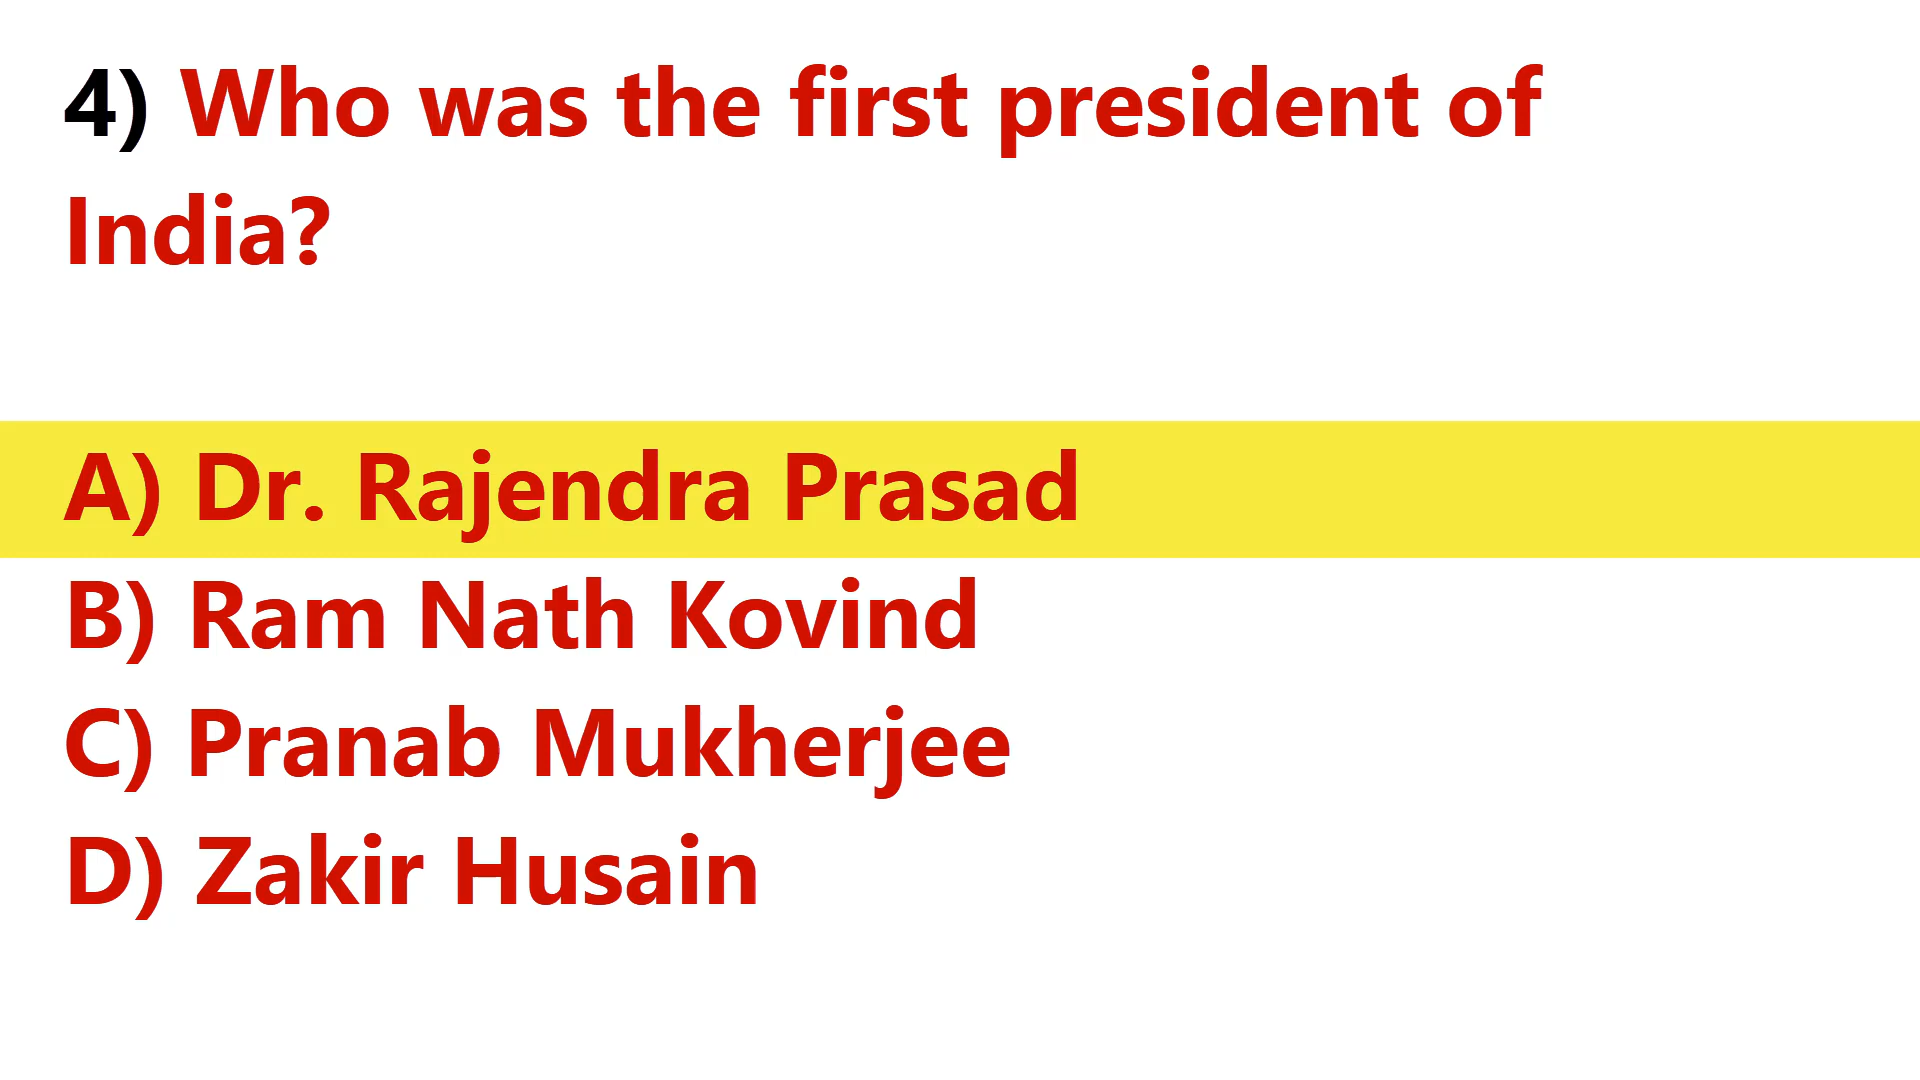 4) Who was the first president of
India?
A) Dr. Rajendra Prasad
B) Ram Nath Kovind
C) Pranab Mukherjee
D) Zakir Husain